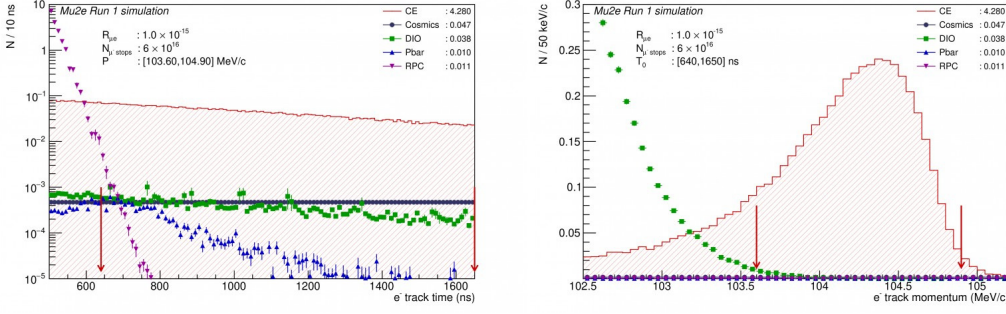 Mu2e Run 1 simulation
R_μe : 1.0 × 10^-15
N_μ⁻stops : 6 × 10^16
P : [103.60,104.90] MeV/c
CE : 4.280
Cosmics : 0.047
DIO : 0.038
Pbar : 0.010
RPC : 0.011
N / 10 ns
10
1
10^-1
10^-2
10^-3
10^-4
10^-5
600 800 1000 1200 1400 1600
e⁻ track time (ns)
Mu2e Run 1 simulation
R_μe : 1.0 × 10^-15
N_μ⁻stops : 6 × 10^16
T_0 : [640,1650] ns
CE : 4.280
Cosmics : 0.047
DIO : 0.038
Pbar : 0.010
RPC : 0.011
N / 50 keV/c
0.3
0.25
0.2
0.15
0.1
0.05
102.5 103 103.5 104 104.5 105
e⁻ track momentum (MeV/c